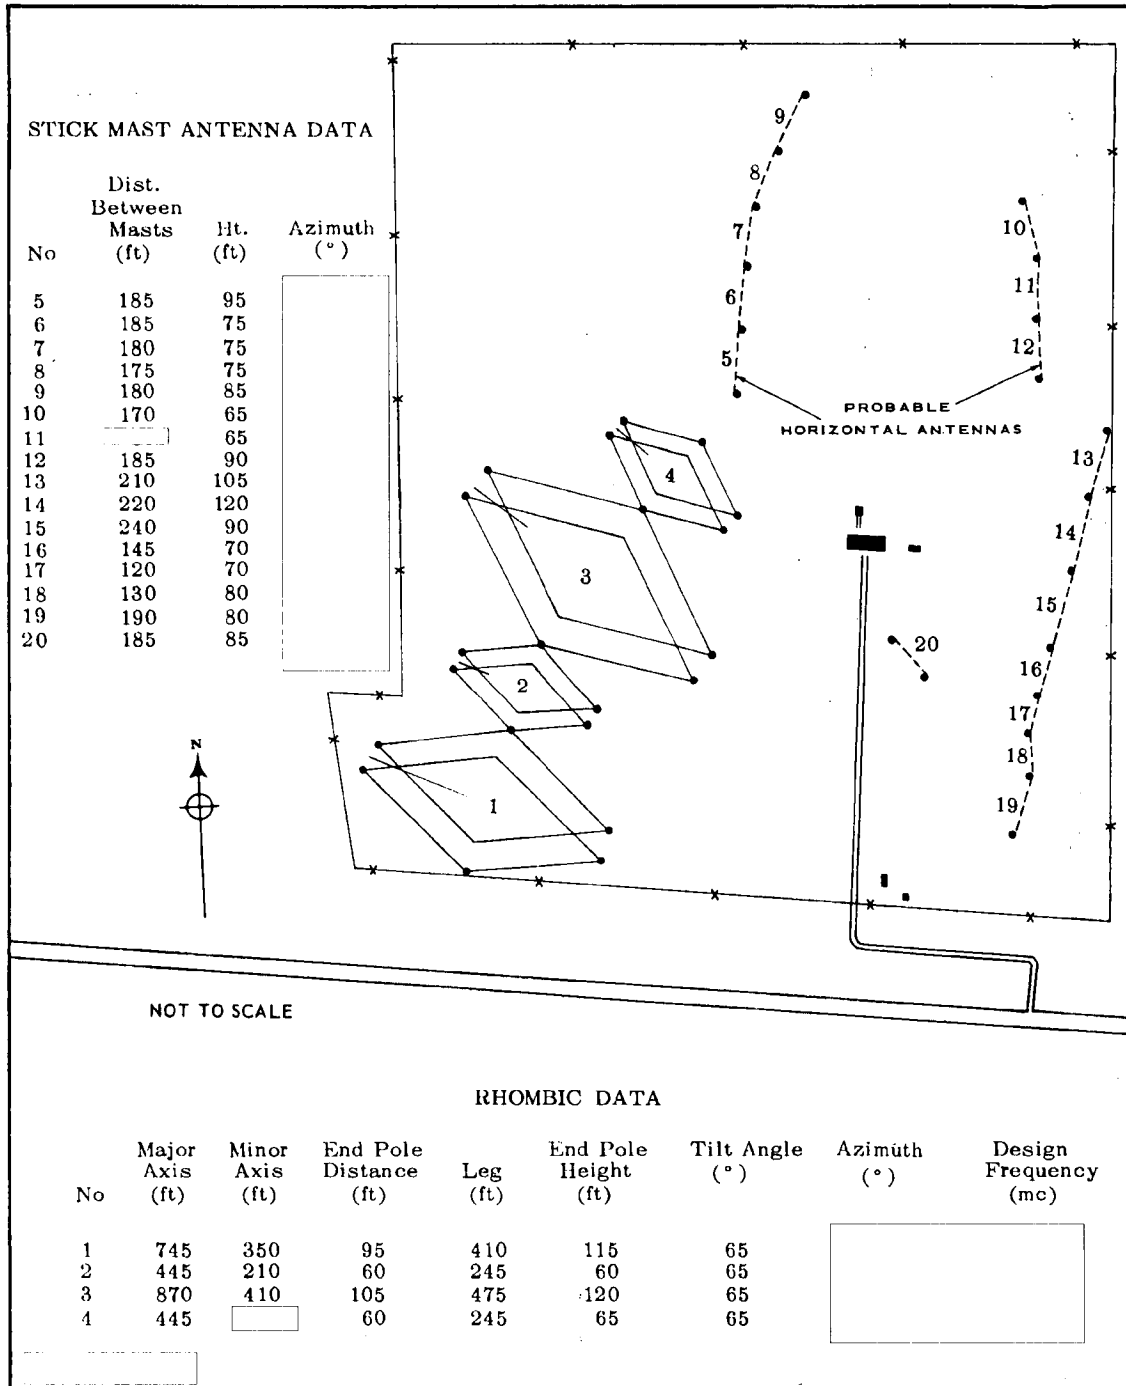 STICK MAST ANTENNA DATA
Dist.
Between
Masts Ht. Azimuth
No (ft) (ft) (°)
5 185 95
6 185 75
7 180 75
8 175 75
9 180 85
10 170 65
11 65
12 185 90
13 210 105
14 220 120
15 240 90
16 145 70
17 120 70
18 130 80
19 190 80
20 185 85
9
8
7
6
5
10
11
12
PROBABLE
HORIZONTAL ANTENNAS
13
14
15
16
17
18
19
20
4
3
2
1
N
NOT TO SCALE
RHOMBIC DATA
Major Minor End Pole End Pole Tilt Angle Azimuth Design
Axis Axis Distance Leg Height (°) (°) Frequency
No (ft) (ft) (ft) (ft) (ft) (mc)
1 745 350 95 410 115 65
2 445 210 60 245 60 65
3 870 410 105 475 120 65
4 445 60 245 65 65